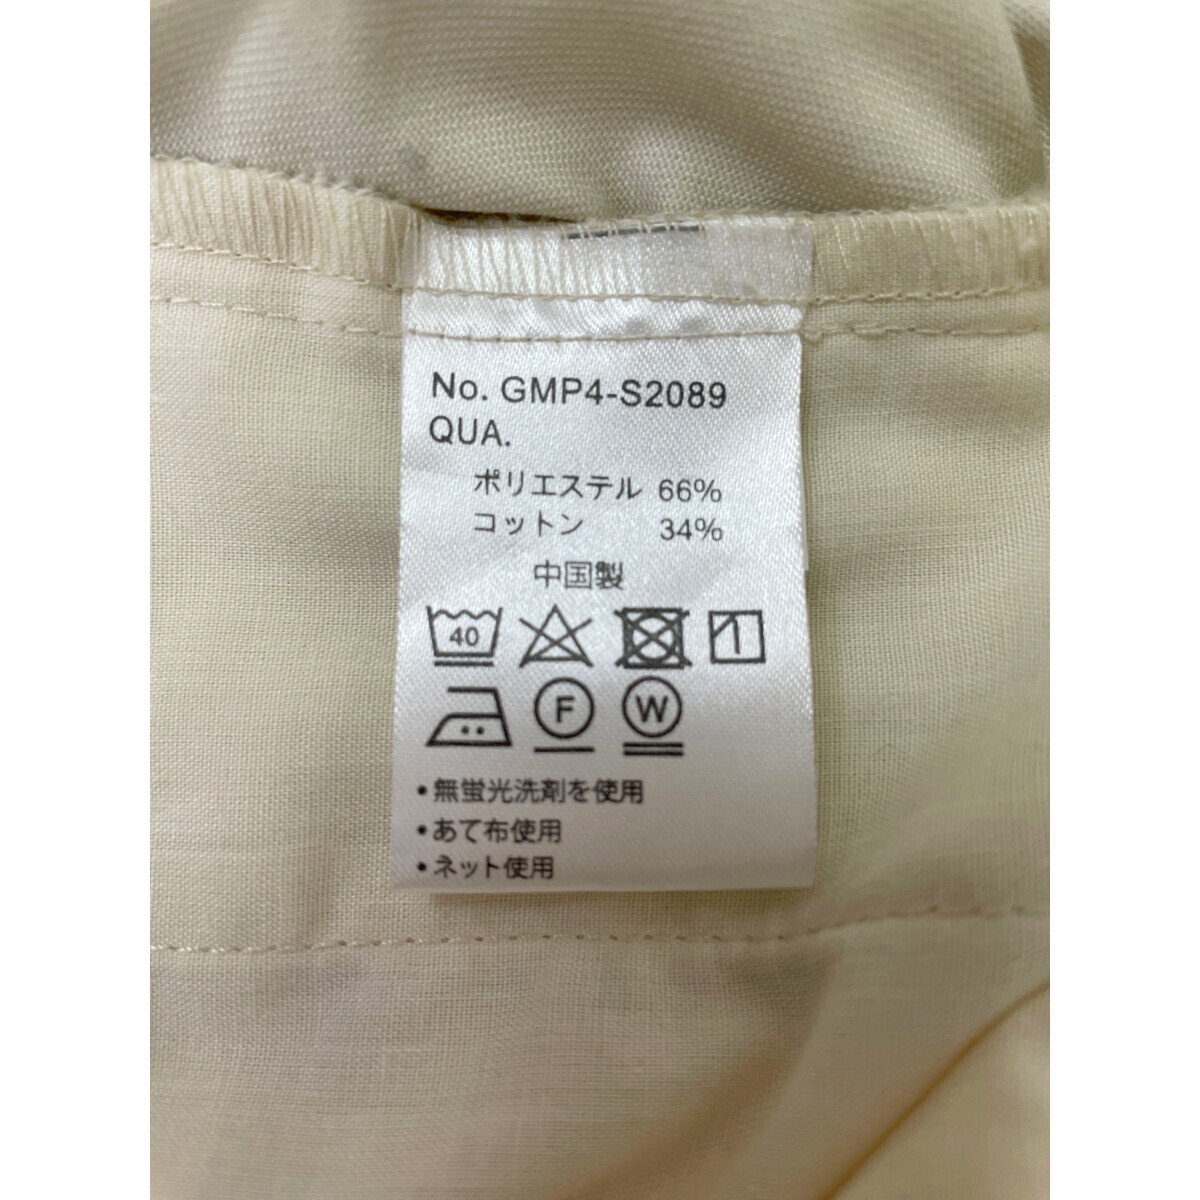 No. GMP4-S2089
QUA.
ポリエステル 66%
コットン 34%
中国製
40
F
W
•無蛍光洗剤を使用
•あて布使用
•ネット使用